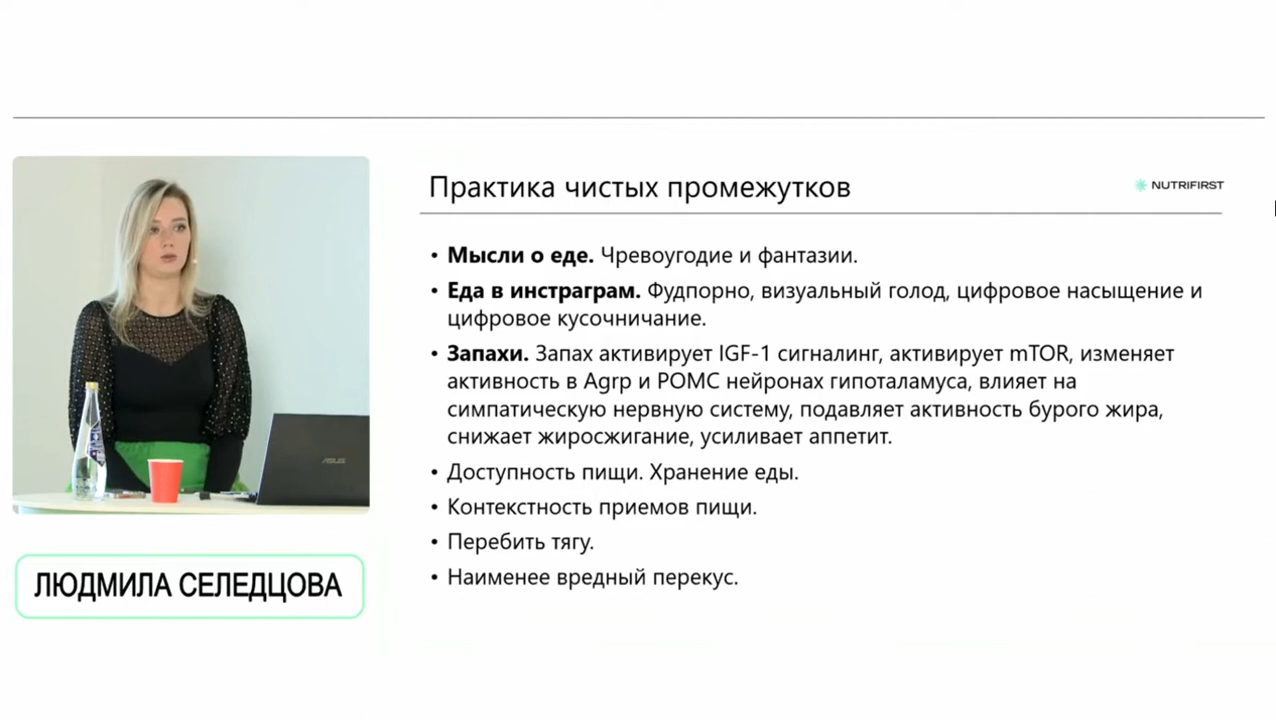 Практика чистых промежутков
NUTRIFIRST
• Мысли о еде. Чревоугодие и фантазии.
• Еда в инстраграм. Фудпорно, визуальный голод, цифровое насыщение и
цифровое кусочничание.
• Запахи. Запах активирует IGF-1 сигналинг, активирует mTOR, изменяет
активность в Agrp и POMC нейронах гипоталамуса, влияет на
симпатическую нервную систему, подавляет активность бурого жира,
снижает жиросжигание, усиливает аппетит.
• Доступность пищи. Хранение еды.
• Контекстность приемов пищи.
• Перебить тягу.
• Наименее вредный перекус.
ASUS
ЛЮДМИЛА СЕЛЕДЦОВА